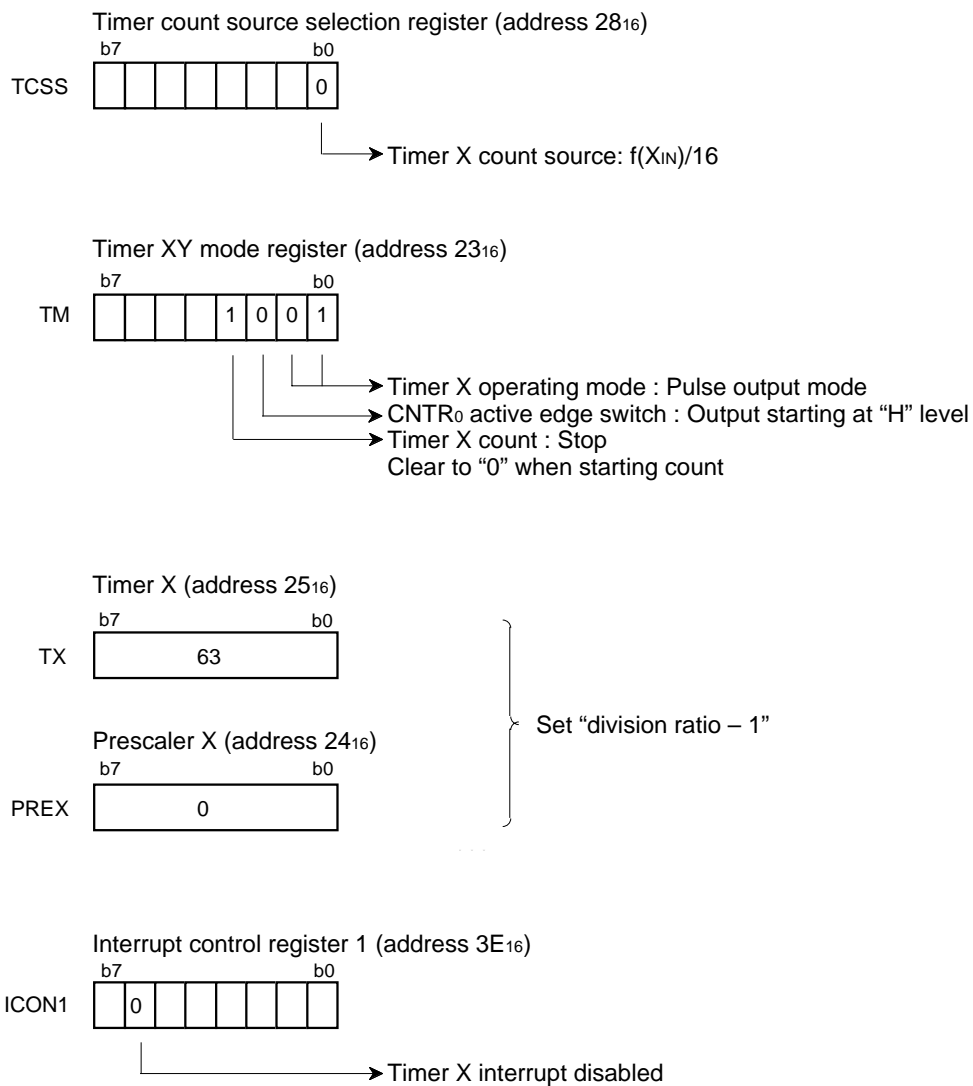 Timer count source selection register (address 2816)
b7 b0
TCSS 0
Timer X count source: f(XIN)/16
Timer XY mode register (address 2316)
b7 b0
TM 1 0 0 1
Timer X operating mode : Pulse output mode
CNTR0 active edge switch : Output starting at “H” level
Timer X count : Stop
Clear to “0” when starting count
Timer X (address 2516)
b7 b0
TX 63
Set “division ratio – 1”
Prescaler X (address 2416)
b7 b0
PREX 0
Interrupt control register 1 (address 3E16)
b7 b0
ICON1 0
Timer X interrupt disabled